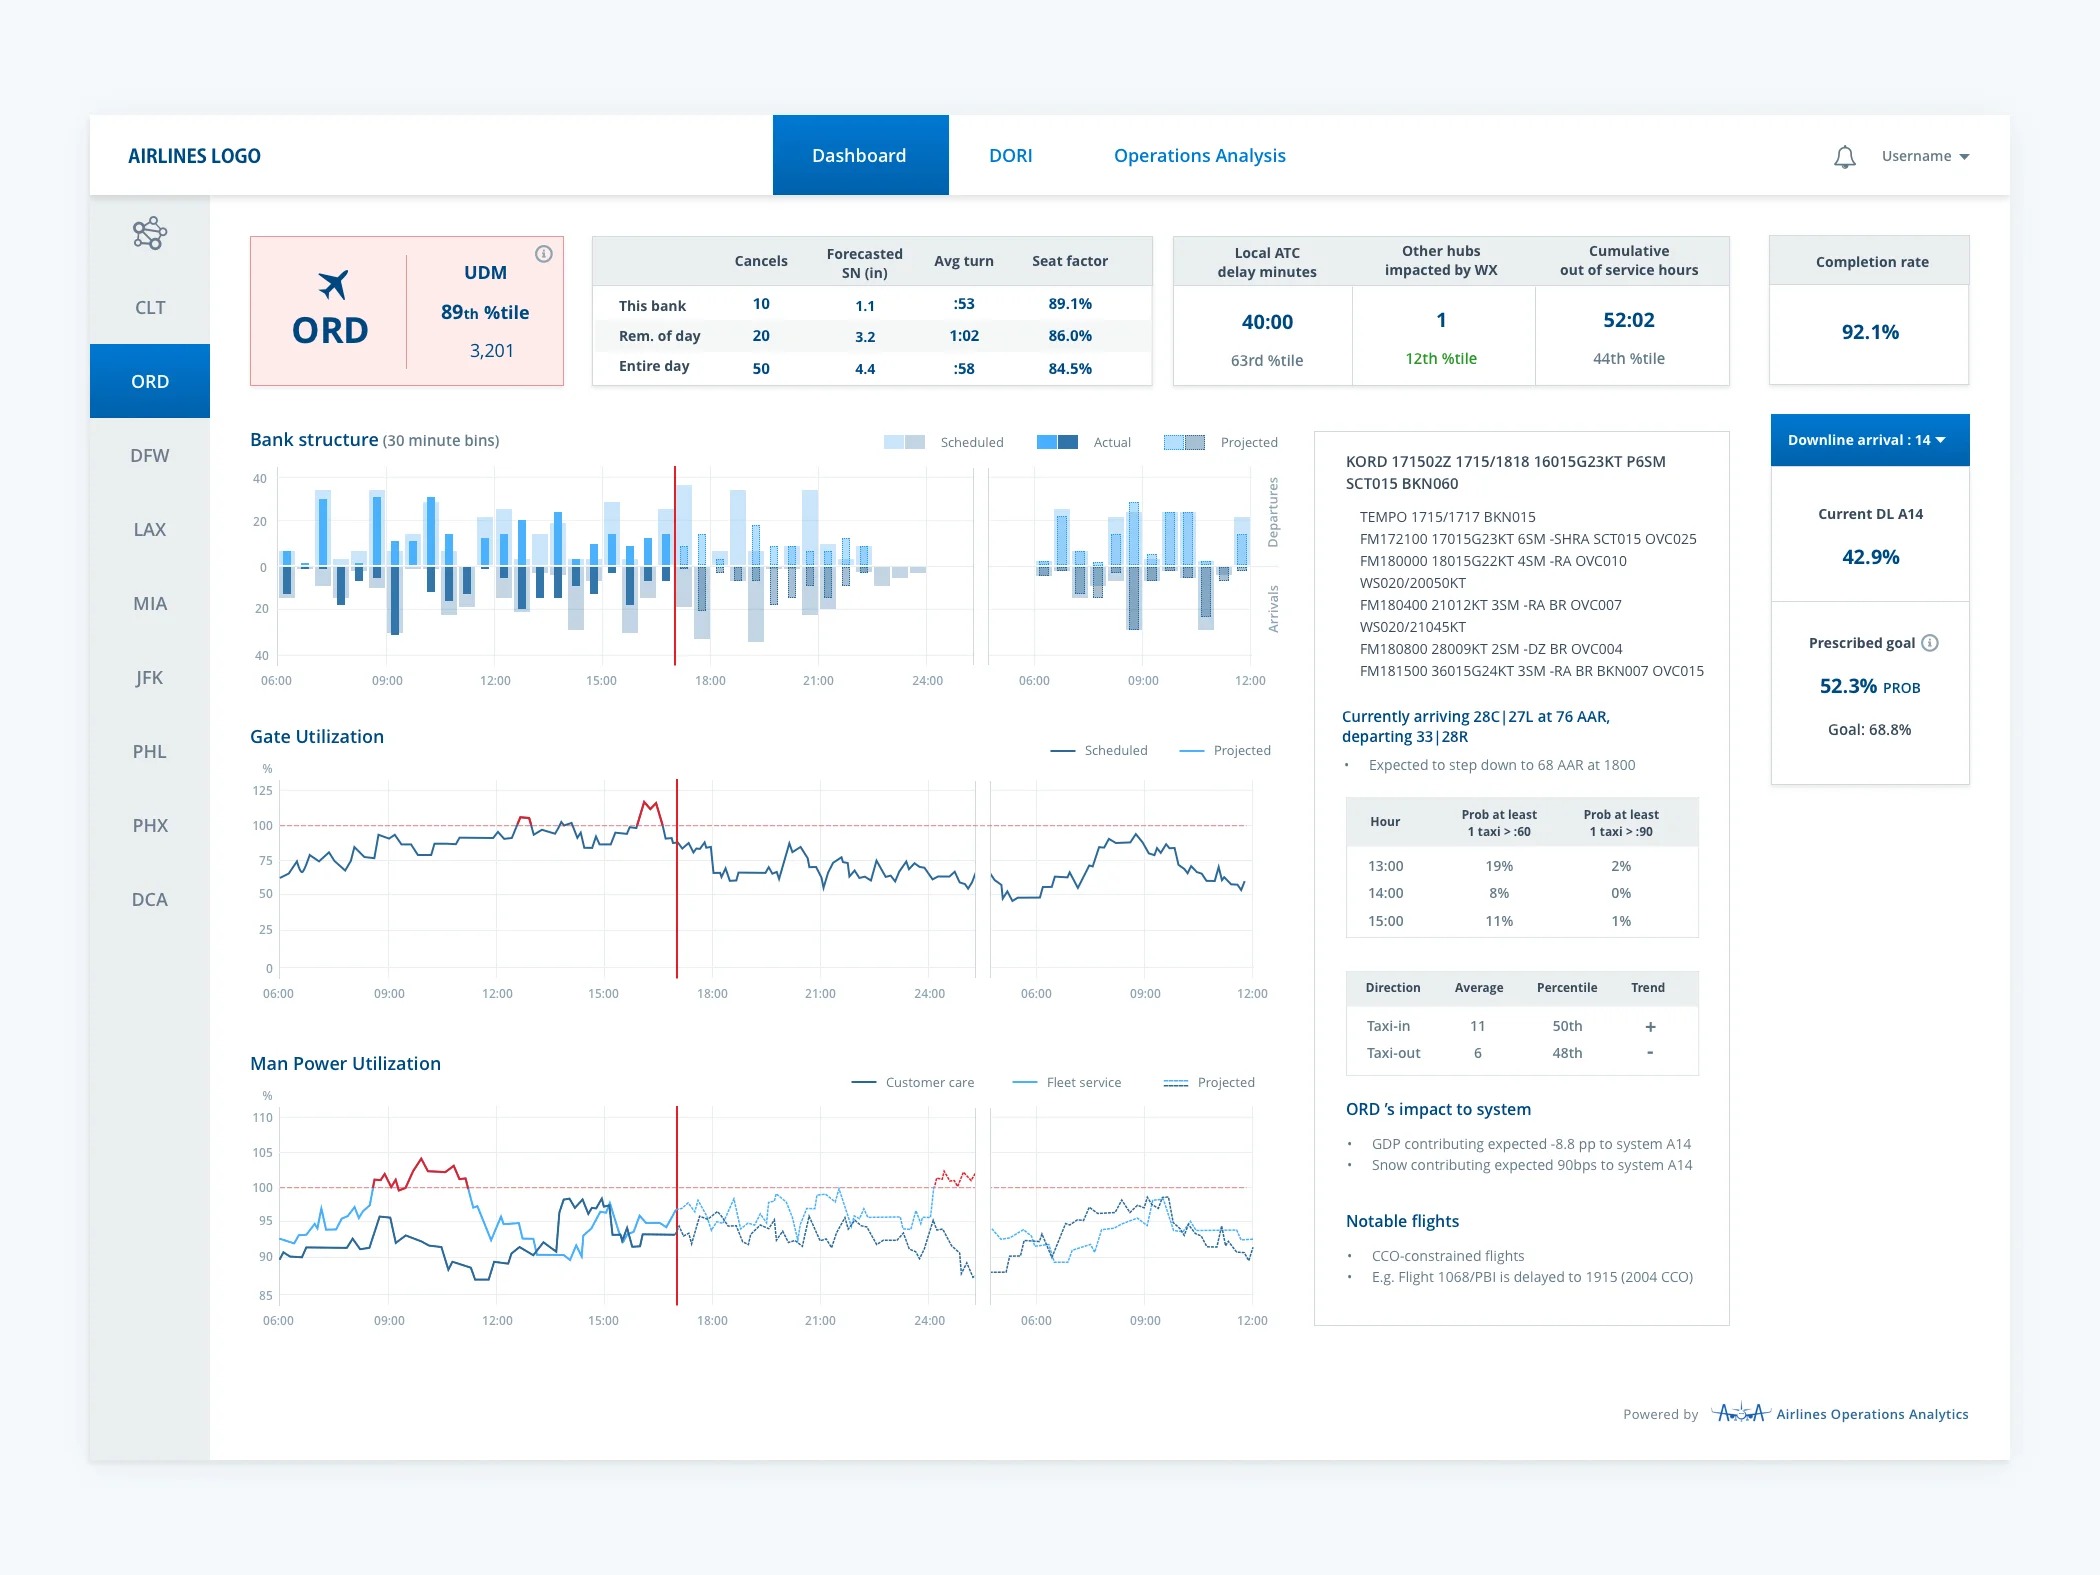 AIRLINES LOGO
Dashboard
DORI
Operations Analysis
Username
CLT
ORD
DFW
LAX
MIA
JFK
PHL
PHX
DCA
ORD
UDM
89th %tile
3,201
Cancels Forecasted SN (in) Avg turn Seat factor
This bank 10 1.1 :53 89.1%
Rem. of day 20 3.2 1:02 86.0%
Entire day 50 4.4 :58 84.5%
Local ATC
delay minutes
40:00
63rd %tile
Other hubs
impacted by WX
1
12th %tile
Cumulative
out of service hours
52:02
44th %tile
Completion rate
92.1%
Bank structure (30 minute bins)
Scheduled Actual Projected
40
20
0
20
40
Departures
Arrivals
06:00 09:00 12:00 15:00 18:00 21:00 24:00 06:00 09:00 12:00
Gate Utilization
Scheduled Projected
%
125
100
75
50
25
0
06:00 09:00 12:00 15:00 18:00 21:00 24:00 06:00 09:00 12:00
Man Power Utilization
Customer care Fleet service Projected
%
110
105
100
95
90
85
06:00 09:00 12:00 15:00 18:00 21:00 24:00 06:00 09:00 12:00
KORD 171502Z 1715/1818 16015G23KT P6SM
SCT015 BKN060
TEMPO 1715/1717 BKN015
FM172100 17015G23KT 6SM -SHRA SCT015 OVC025
FM180000 18015G22KT 4SM -RA OVC010
WS020/20050KT
FM180400 21012KT 3SM -RA BR OVC007
WS020/21045KT
FM180800 28009KT 2SM -DZ BR OVC004
FM181500 36015G24KT 3SM -RA BR BKN007 OVC015
Currently arriving 28C|27L at 76 AAR,
departing 33|28R
• Expected to step down to 68 AAR at 1800
Hour Prob at least 1 taxi > :60 Prob at least 1 taxi > :90
13:00 19% 2%
14:00 8% 0%
15:00 11% 1%
Direction Average Percentile Trend
Taxi-in 11 50th +
Taxi-out 6 48th -
ORD ’s impact to system
• GDP contributing expected -8.8 pp to system A14
• Snow contributing expected 90bps to system A14
Notable flights
• CCO-constrained flights
• E.g. Flight 1068/PBI is delayed to 1915 (2004 CCO)
Downline arrival : 14
Current DL A14
42.9%
Prescribed goal
52.3% PROB
Goal: 68.8%
Powered by AOA Airlines Operations Analytics